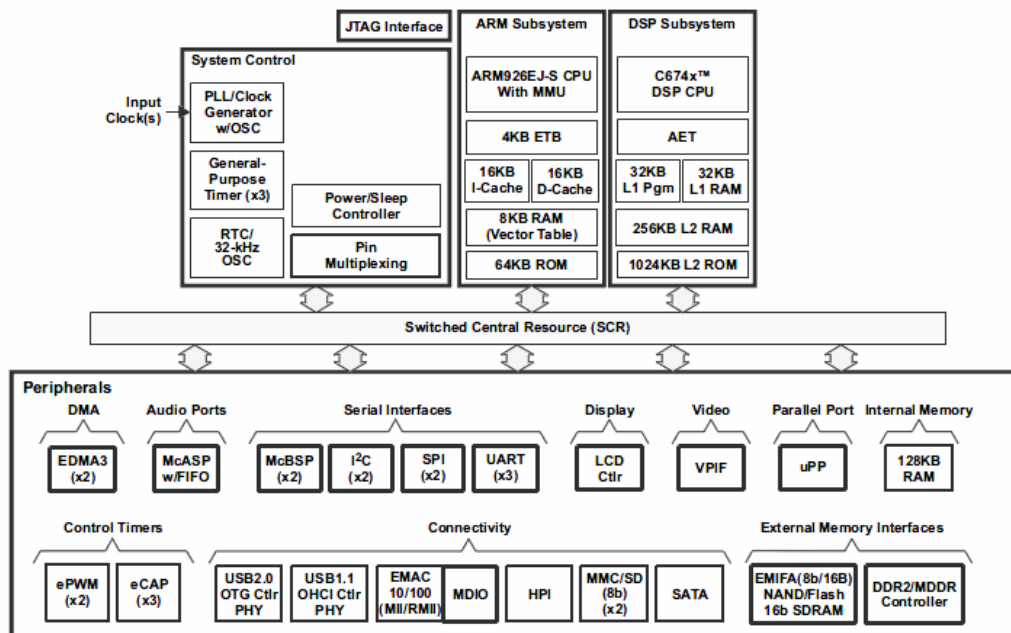 JTAG Interface
System Control
Input
Clock(s)
PLL/Clock
Generator
w/OSC
General-
Purpose
Timer (x3)
RTC/
32-kHz
OSC
Power/Sleep
Controller
Pin
Multiplexing
ARM Subsystem
ARM926EJ-S CPU
With MMU
4KB ETB
16KB
I-Cache
16KB
D-Cache
8KB RAM
(Vector Table)
64KB ROM
DSP Subsystem
C674x™
DSP CPU
AET
32KB
L1 Pgm
32KB
L1 RAM
256KB L2 RAM
1024KB L2 ROM
Switched Central Resource (SCR)
Peripherals
DMA
EDMA3
(x2)
Audio Ports
McASP
w/FIFO
Serial Interfaces
McBSP
(x2)
I²C
(x2)
SPI
(x2)
UART
(x3)
Display
LCD
Ctlr
Video
VPIF
Parallel Port
uPP
Internal Memory
128KB
RAM
Control Timers
ePWM
(x2)
eCAP
(x3)
Connectivity
USB2.0
OTG Ctlr
PHY
USB1.1
OHCI Ctlr
PHY
EMAC
10/100
(MII/RMII)
MDIO
HPI
MMC/SD
(8b)
(x2)
SATA
External Memory Interfaces
EMIFA(8b/16B)
NAND/Flash
16b SDRAM
DDR2/MDDR
Controller